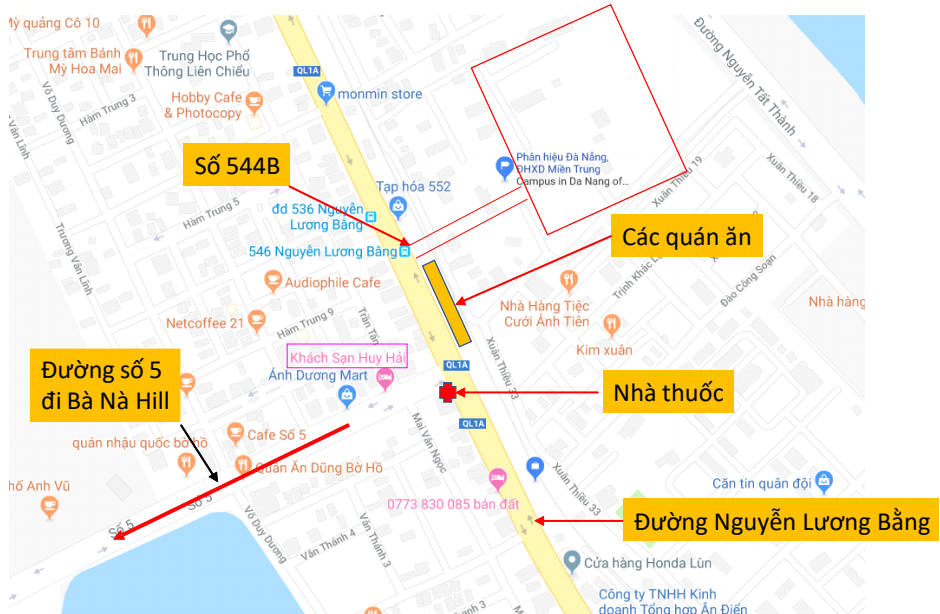 Mỳ quảng Cô 10
Trung tâm Bánh
Mỳ Hoa Mai
Trung Học Phổ
Thông Liên Chiểu
Hobby Cafe
& Photocopy
Võ Duy Dương
Hàm Trung 3
QL1A
monmin store
Đường Nguyễn Tất Thành
Số 544B
Phân hiệu Đà Nẵng,
ĐHXD Miền Trung
Campus in Da Nang of...
Xuân Thiều 19
Xuân Thiều 18
Tạp hóa 552
đd 536 Nguyễn
Lương Bằng
546 Nguyễn Lương Bằng
Hàm Trung 5
Trương Văn Lĩnh
Các quán ăn
Audiophile Cafe
Đào Công Soạn
Nhà Hàng Tiệc
Cưới Ánh Tiên
Nhà hàng
Netcoffee 21
Hàm Trung 9
Kim xuân
Khách Sạn Huy Hải
Ánh Dương Mart
QL1A
Xuân Thiều 33
Đường số 5
đi Bà Nà Hill
Nhà thuốc
QL1A
Cafe Số 5
quán nhậu quốc bờ hồ
Quán Ăn Dũng Bờ Hồ
Mai Văn Ngọc
hố Anh Vũ
Số 5
Số 5
Võ Duy Dương
Văn Thánh 4
Văn Thánh 3
0773 830 085 bán đất
Xuân Thiều 33
Căn tin quân đội
Đường Nguyễn Lương Bằng
Cửa hàng Honda Lùn
Công ty TNHH Kinh
doanh Tổng hợp Ân Điển